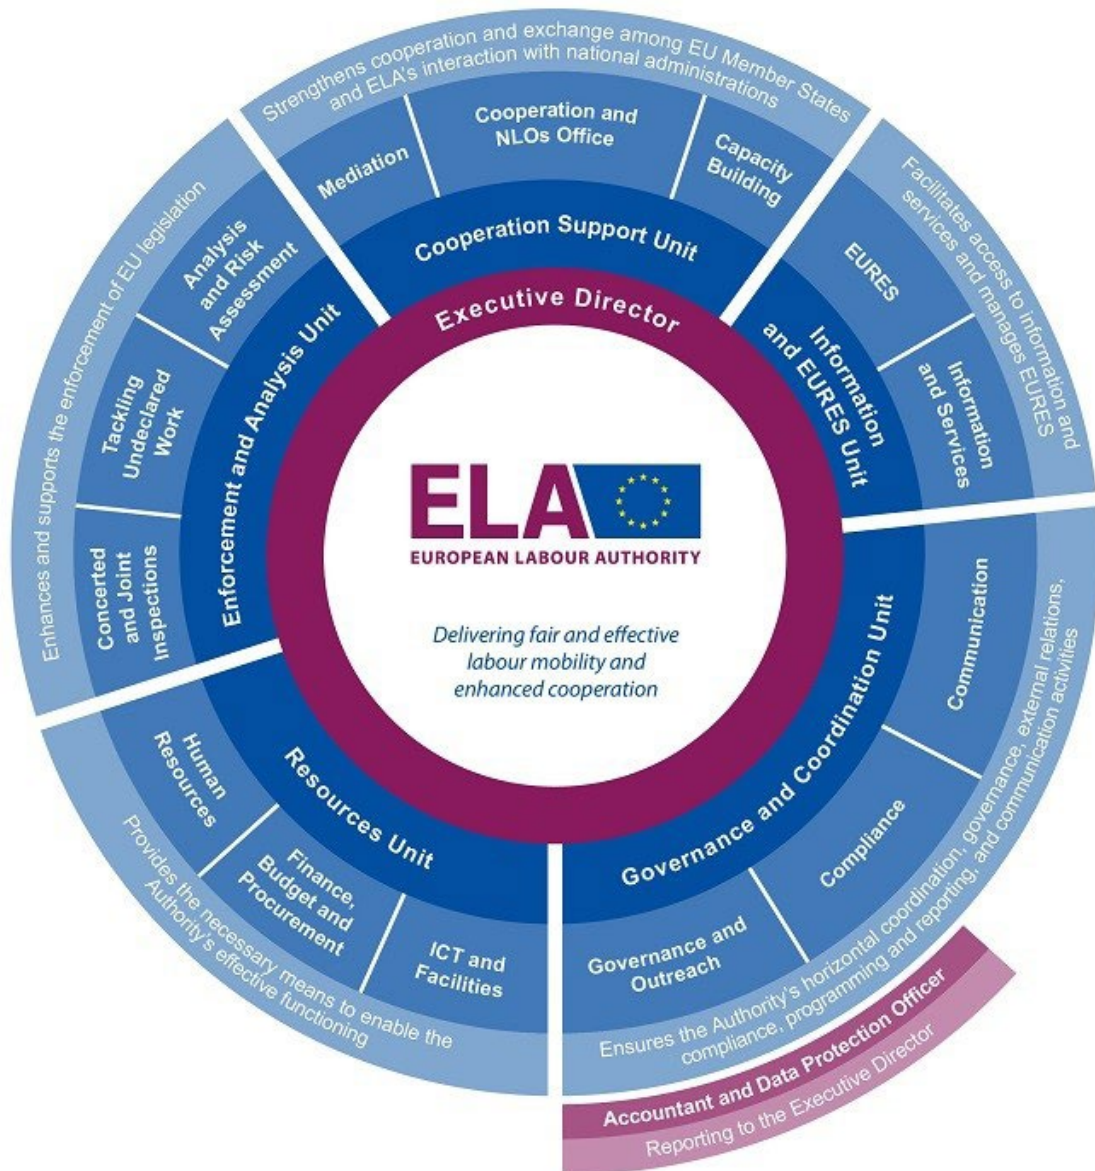 Strengthens cooperation and exchange among EU Member States
and ELA's interaction with national administrations
Mediation
Cooperation and
NLOs Office
Capacity
Building
Cooperation Support Unit
Facilitates access to information and
services and manages EURES
EURES
Information
and Services
Information
and EURES Unit
Ensures the Authority's horizontal coordination, governance, external relations,
compliance, programming and reporting, and communication activities
Communication
Compliance
Governance and
Outreach
Governance and Coordination Unit
Accountant and Data Protection Officer
Reporting to the Executive Director
Provides the necessary means to enable the
Authority's effective functioning
Human
Resources
Finance,
Budget and
Procurement
ICT and
Facilities
Resources Unit
Enhances and supports the enforcement of EU legislation
Analysis
and Risk
Assessment
Tackling
Undeclared
Work
Concerted
and Joint
Inspections
Enforcement and Analysis Unit
Executive Director
ELA
EUROPEAN LABOUR AUTHORITY
Delivering fair and effective
labour mobility and
enhanced cooperation